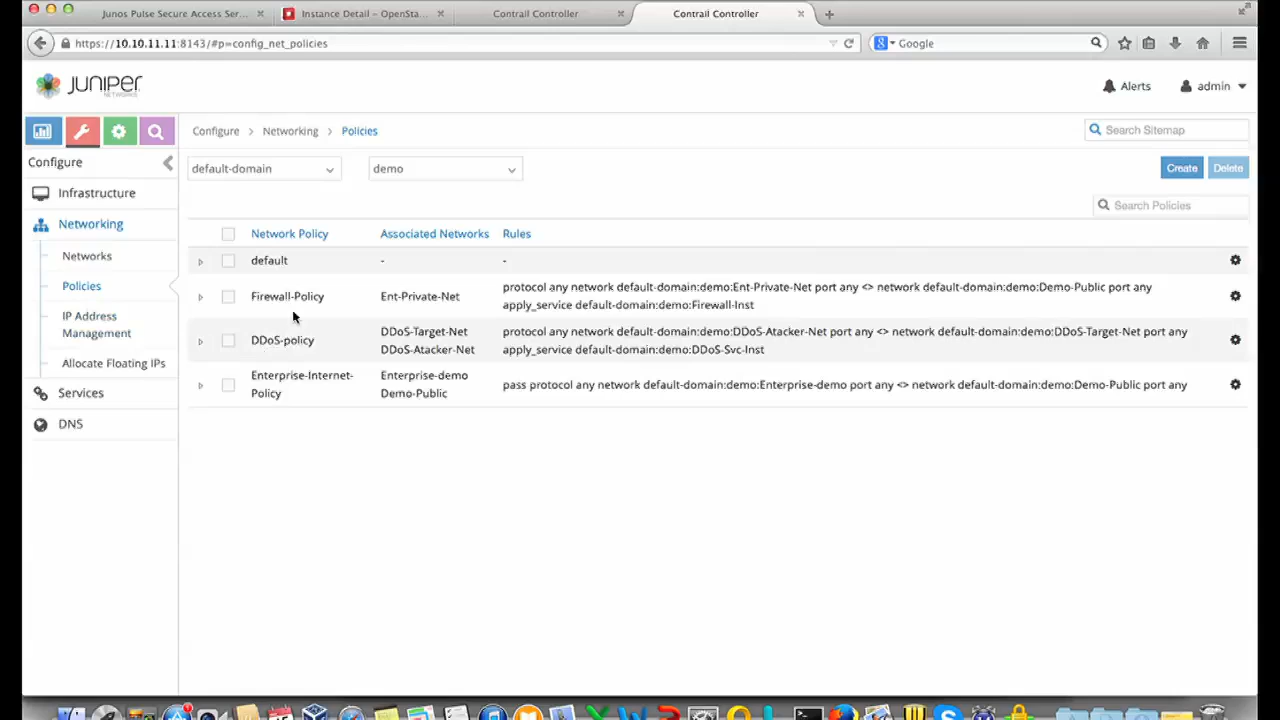 Junos Pulse Secure Access Ser...
Instance Detail – OpenSta...
Contrail Controller
Contrail Controller
https://10.10.11.11:8143/#p=config_net_policies
Google
JUNIPER
NETWORKS
Alerts
admin
Configure > Networking > Policies
Search Sitemap
Configure
default-domain
demo
Create
Delete
Infrastructure
Search Policies
Networking
Networks
Policies
IP Address
Management
Allocate Floating IPs
Services
DNS
Network Policy Associated Networks Rules
default - -
Firewall-Policy Ent-Private-Net
protocol any network default-domain:demo:Ent-Private-Net port any <> network default-domain:demo:Demo-Public port any
apply_service default-domain:demo:Firewall-Inst
DDoS-policy
DDoS-Target-Net
DDoS-Atacker-Net
protocol any network default-domain:demo:DDoS-Atacker-Net port any <> network default-domain:demo:DDoS-Target-Net port any
apply_service default-domain:demo:DDoS-Svc-Inst
Enterprise-Internet-
Policy
Enterprise-demo
Demo-Public
pass protocol any network default-domain:demo:Enterprise-demo port any <> network default-domain:demo:Demo-Public port any